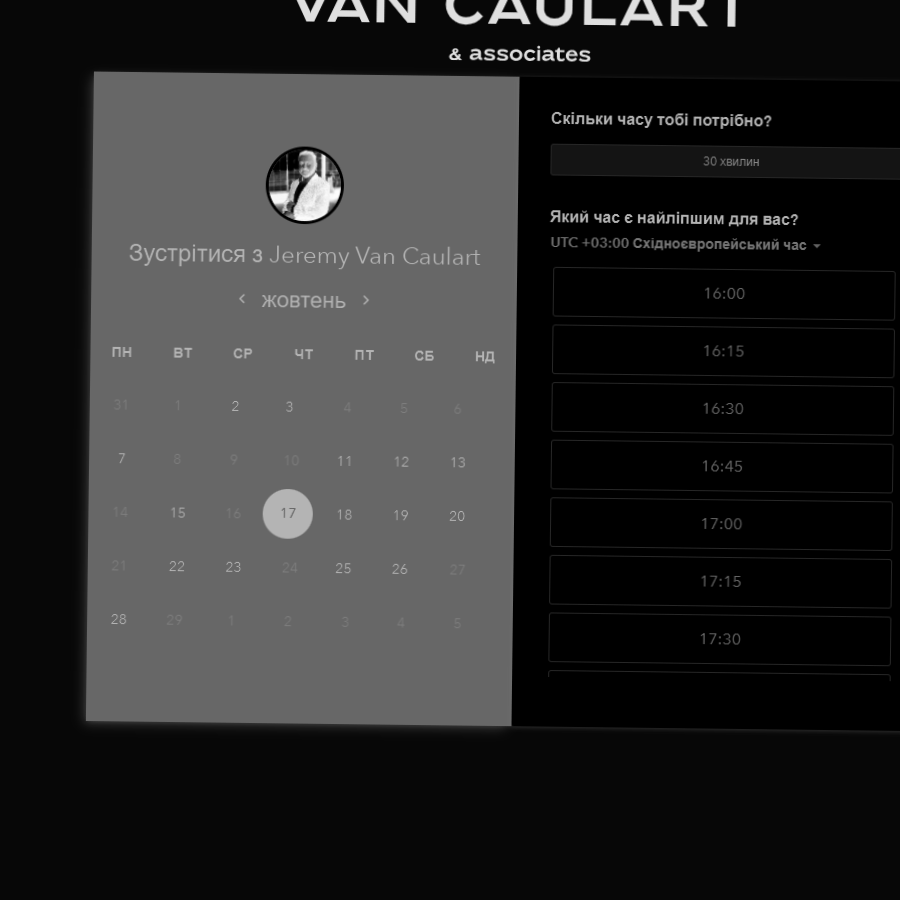 VAN CAULART
& associates
Зустрітися з Jeremy Van Caulart
жовтень
ПН ВТ СР ЧТ ПТ СБ НД
31 1 2 3 4 5 6
7 8 9 10 11 12 13
14 15 16 17 18 19 20
21 22 23 24 25 26 27
28 29 1 2 3 4 5
Скільки часу тобі потрібно?
30 хвилин
Який час є найліпшим для вас?
UTC +03:00 Східноєвропейський час
16:00
16:15
16:30
16:45
17:00
17:15
17:30